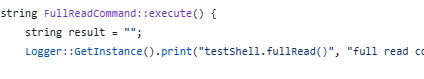 string FullReadCommand::execute() {
string result = "";
Logger::GetInstance().print("testShell.fullRead()", "full read co